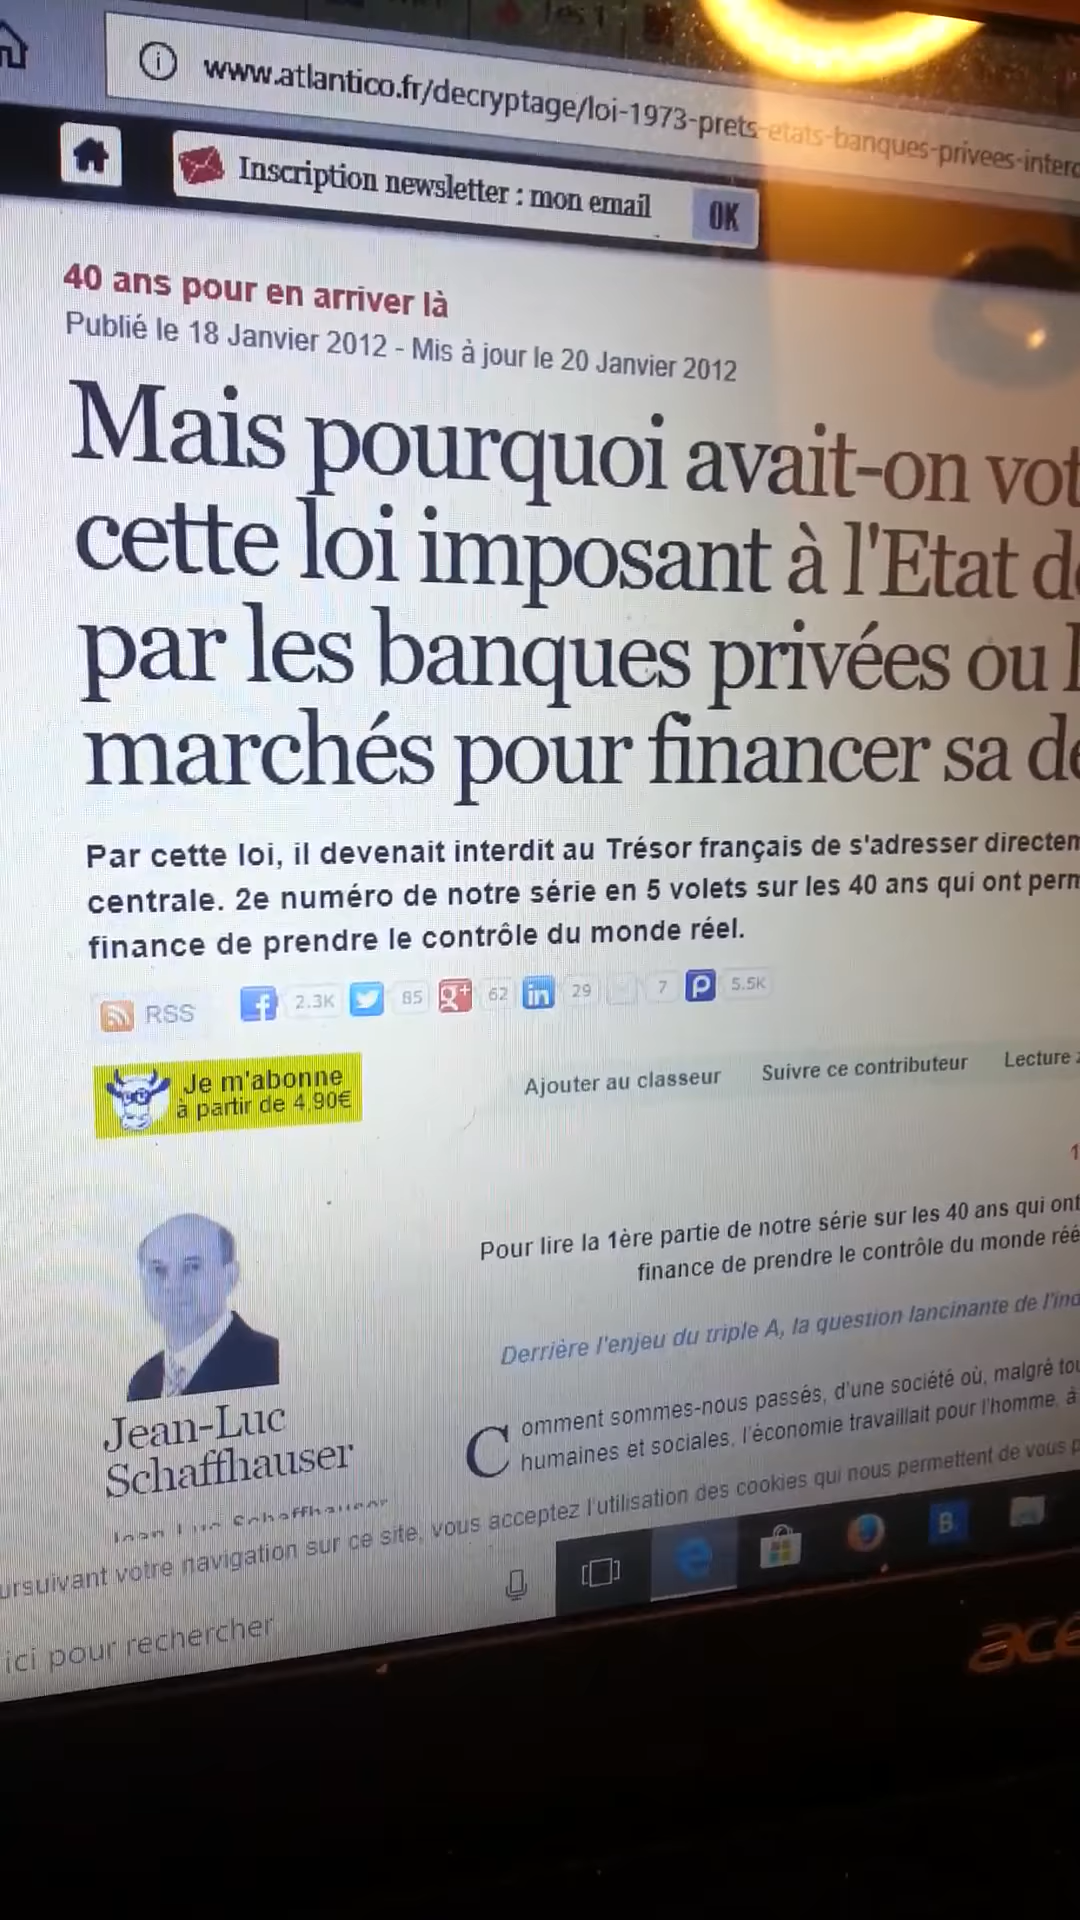 www.atlantico.fr/decryptage/loi-1973-prets-etats-banques-privees-interd
Inscription newsletter : mon email OK
40 ans pour en arriver là
Publié le 18 Janvier 2012 - Mis à jour le 20 Janvier 2012
Mais pourquoi avait-on vot
cette loi imposant à l'Etat d
par les banques privées ou l
marchés pour financer sa de
Par cette loi, il devenait interdit au Trésor français de s'adresser directem
centrale. 2e numéro de notre série en 5 volets sur les 40 ans qui ont perm
finance de prendre le contrôle du monde réel.
RSS 2.3K 85 g+ 62 in 29 7 5.5K
Je m'abonne
à partir de 4,90€
Ajouter au classeur Suivre ce contributeur Lecture
Pour lire la 1ère partie de notre série sur les 40 ans qui ont
finance de prendre le contrôle du monde rée
Derrière l'enjeu du triple A, la question lancinante de l'ind
Comment sommes-nous passés, d'une société où, malgré tou
humaines et sociales, l'économie travaillait pour l'homme, à
Jean-Luc
Schaffhauser
Jean-Luc Schaffhauser
ursuivant votre navigation sur ce site, vous acceptez l'utilisation des cookies qui nous permettent de vous p
ici pour rechercher
B.
ace